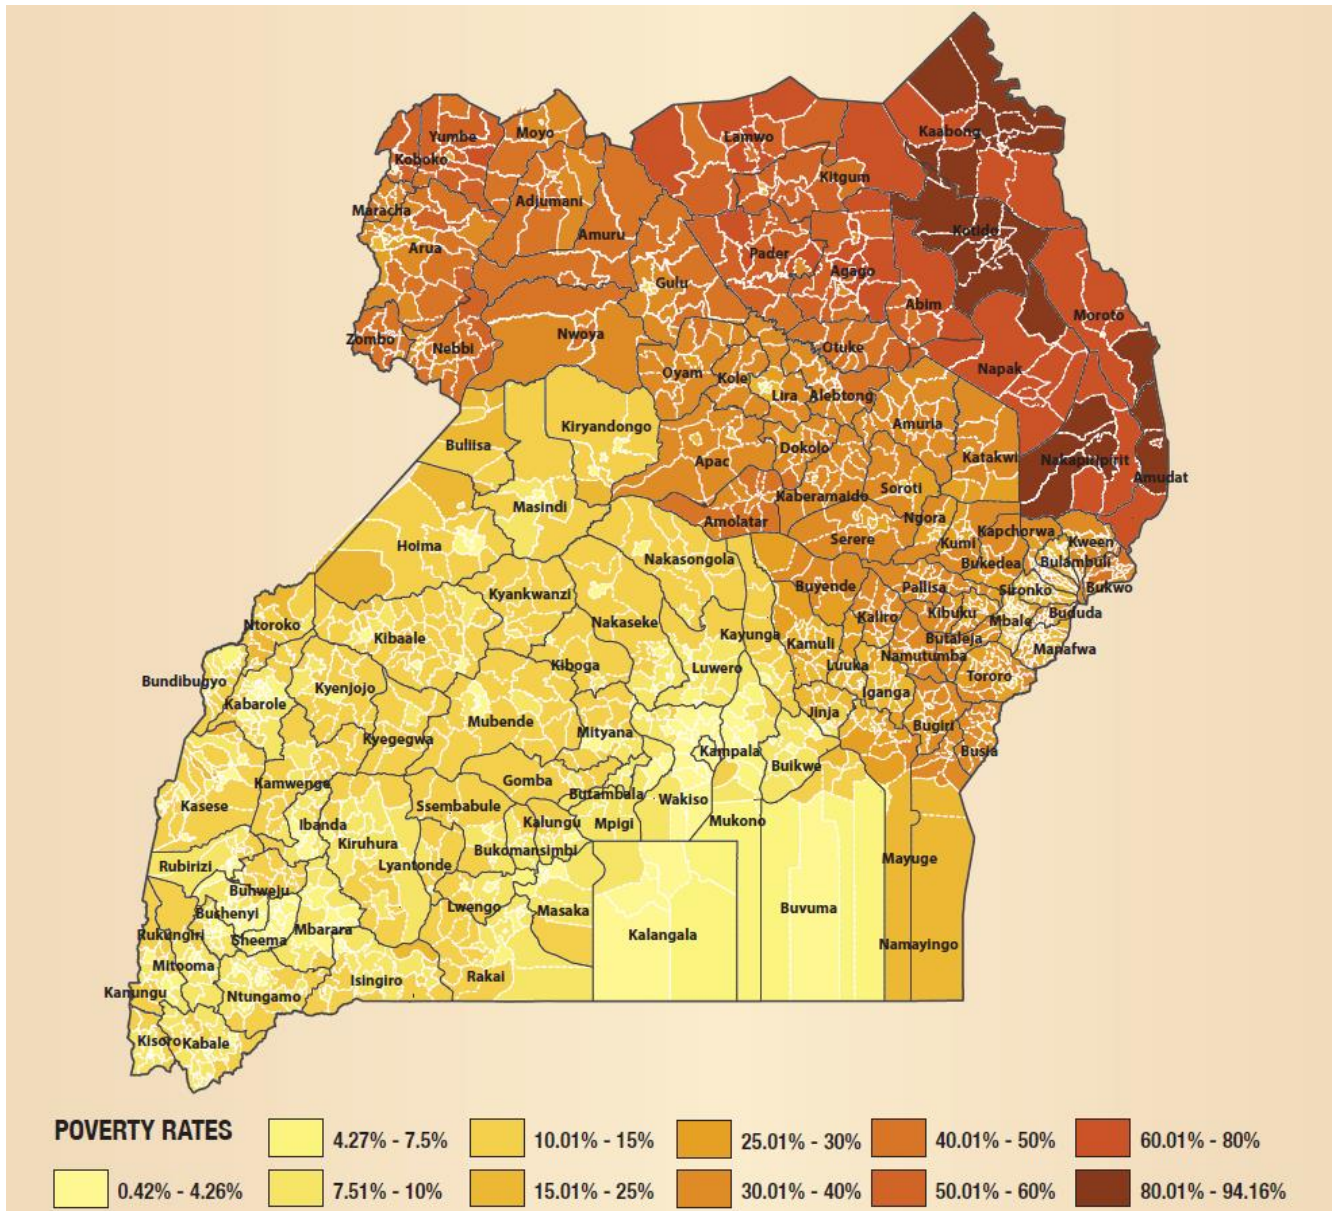 Yumbe
Moyo
Lamwo
Kaabong
Koboko
Kitgum
Adjumani
Maracha
Amuru
Kotido
Arua
Pader
Agago
Gulu
Abim
Moroto
Zombo
Nebbi
Nwoya
Otuke
Napak
Oyam
Kole
Lira
Alebtong
Amuria
Kiryandongo
Buliisa
Dokolo
Katakwi
Apac
Nakapiripirit
Amudat
Soroti
Kaberamaido
Masindi
Amolatar
Ngora
Kapchorwa
Hoima
Serere
Kumi
Kween
Nakasongola
Bukedea
Bulambuli
Buyende
Pallisa
Sironko
Bukwo
Kyankwanzi
Kibuku
Bududa
Ntoroko
Kaliro
Mbale
Nakaseke
Kibaale
Kayunga
Butaleja
Kamuli
Manafwa
Namutumba
Kiboga
Luwero
Luuka
Bundibugyo
Kyenjojo
Tororo
Kabarole
Iganga
Mubende
Jinja
Mityana
Bugiri
Kyegegwa
Kampala
Busia
Buikwe
Gomba
Kamwenge
Butambala
Wakiso
Kasese
Ssembabule
Ibanda
Kalungu
Mpigi
Mukono
Kiruhura
Bukomansimbi
Mayuge
Rubirizi
Lyantonde
Buhweju
Lwengo
Masaka
Buvuma
Bushenyi
Mbarara
Rukungiri
Sheema
Kalangala
Namayingo
Mitooma
Rakai
Isingiro
Kanungu
Ntungamo
Kisoro
Kabale
POVERTY RATES
4.27% - 7.5%
10.01% - 15%
25.01% - 30%
40.01% - 50%
60.01% - 80%
0.42% - 4.26%
7.51% - 10%
15.01% - 25%
30.01% - 40%
50.01% - 60%
80.01% - 94.16%